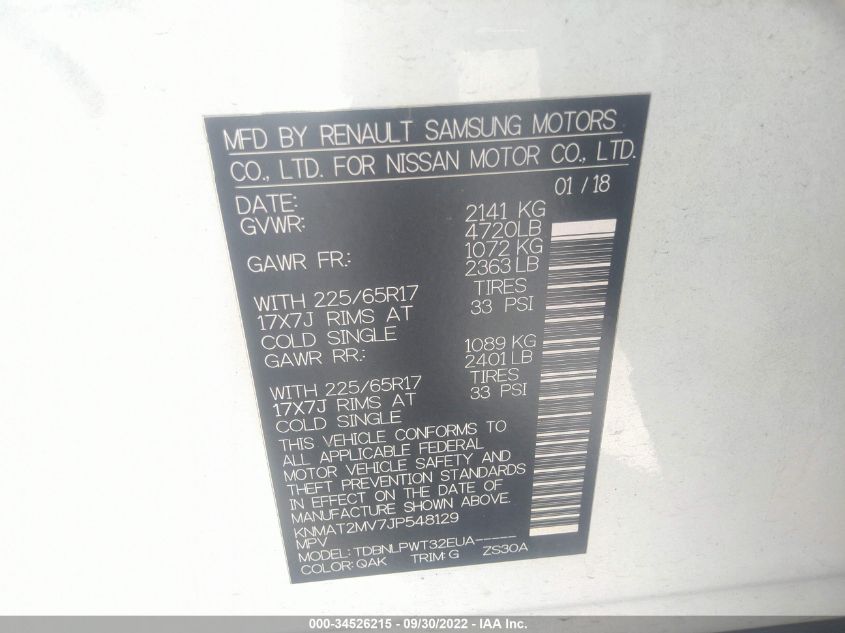 MFD BY RENAULT SAMSUNG MOTORS
CO., LTD. FOR NISSAN MOTOR CO., LTD.
DATE: 01 / 18
GVWR: 2141 KG
4720LB
GAWR FR.: 1072 KG
2363 LB
WITH 225/65R17 TIRES
17X7J RIMS AT 33 PSI
COLD SINGLE
GAWR RR.: 1089 KG
2401 LB
WITH 225/65R17 TIRES
17X7J RIMS AT 33 PSI
COLD SINGLE
THIS VEHICLE CONFORMS TO
ALL APPLICABLE FEDERAL
MOTOR VEHICLE SAFETY AND
THEFT PREVENTION STANDARDS
IN EFFECT ON THE DATE OF
MANUFACTURE SHOWN ABOVE.
KNMAT2MV7JP548129
MPV
MODEL: TDBNLPWT32EUA-----
COLOR: QAK TRIM: G ZS30A
000-34526215 - 09/30/2022 - IAA Inc.